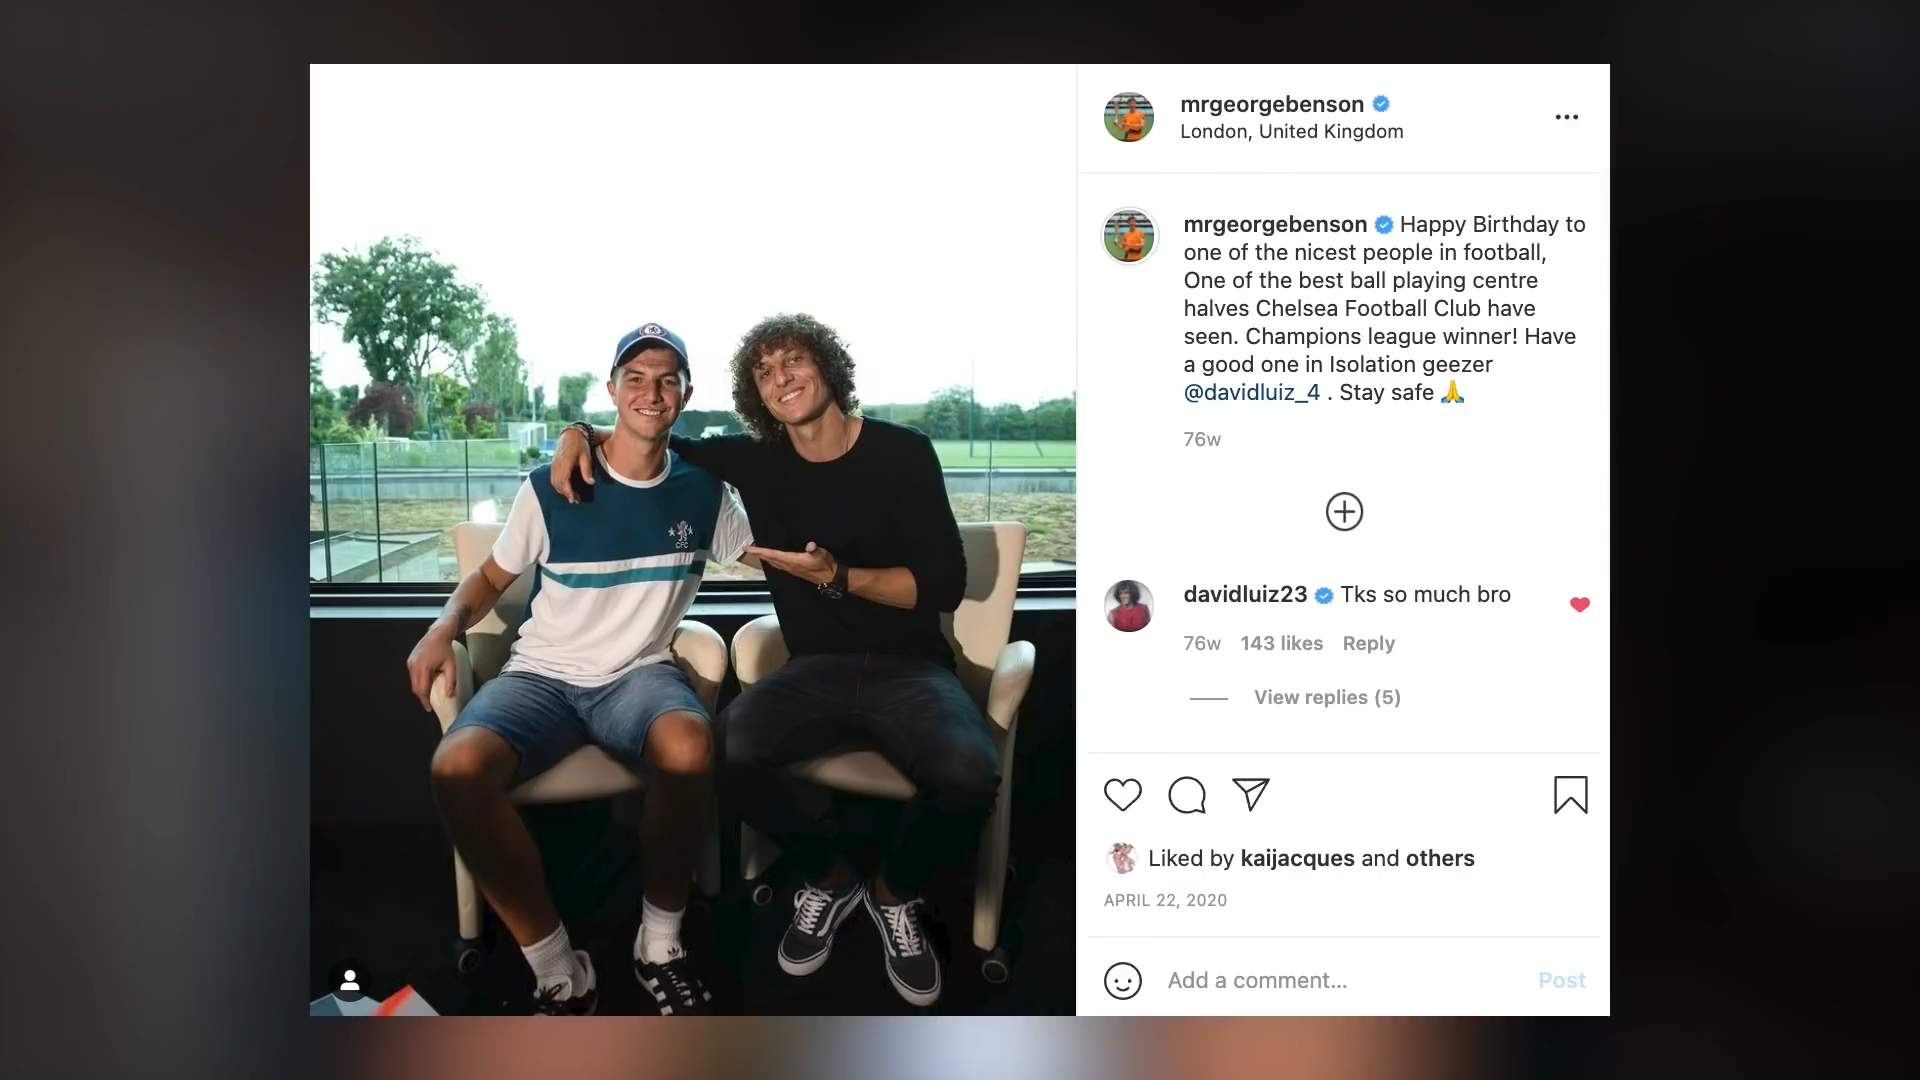 mrgeorgebenson
London, United Kingdom
mrgeorgebenson Happy Birthday to
one of the nicest people in football,
One of the best ball playing centre
halves Chelsea Football Club have
seen. Champions league winner! Have
a good one in Isolation geezer
@davidluiz_4 . Stay safe 🙏
76w
davidluiz23 Tks so much bro
76w 143 likes Reply
View replies (5)
Liked by kaijacques and others
APRIL 22, 2020
Add a comment... Post
CFC